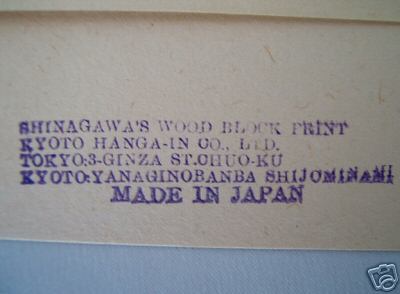 SHINAGAWA'S WOOD BLOCK PRINT
KYOTO HANGA-IN CO., LTD.
TOKYO:3-GINZA ST.CHUO-KU
KYOTO:YANAGINOBANBA SHIJOMINAMI
MADE IN JAPAN